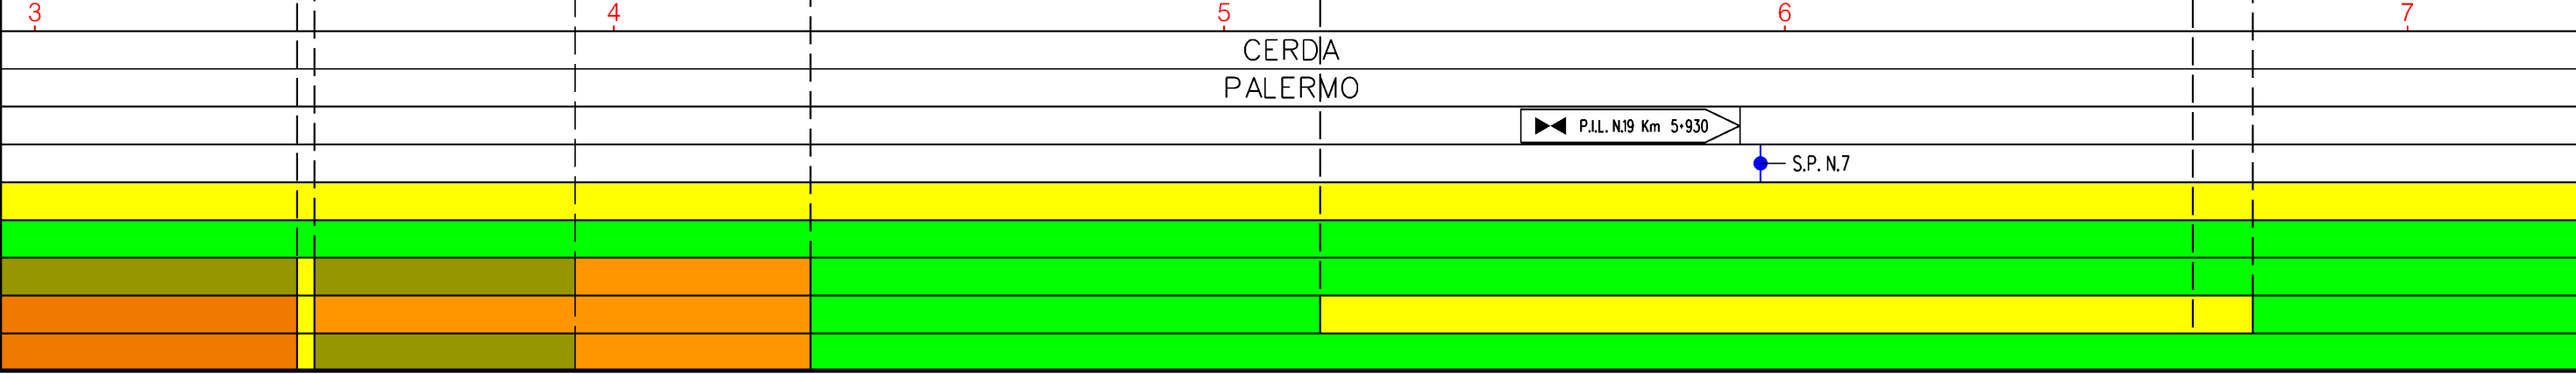 3 4 5 6 7
CERDA
PALERMO
P.I.L. N.19 Km 5+930
S.P. N.7